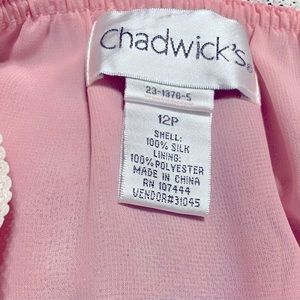 Chadwick's®
23-1376-5
12P
SHELL:
100% SILK
LINING:
100% POLYESTER
MADE IN CHINA
RN 107444
VENDOR#31045